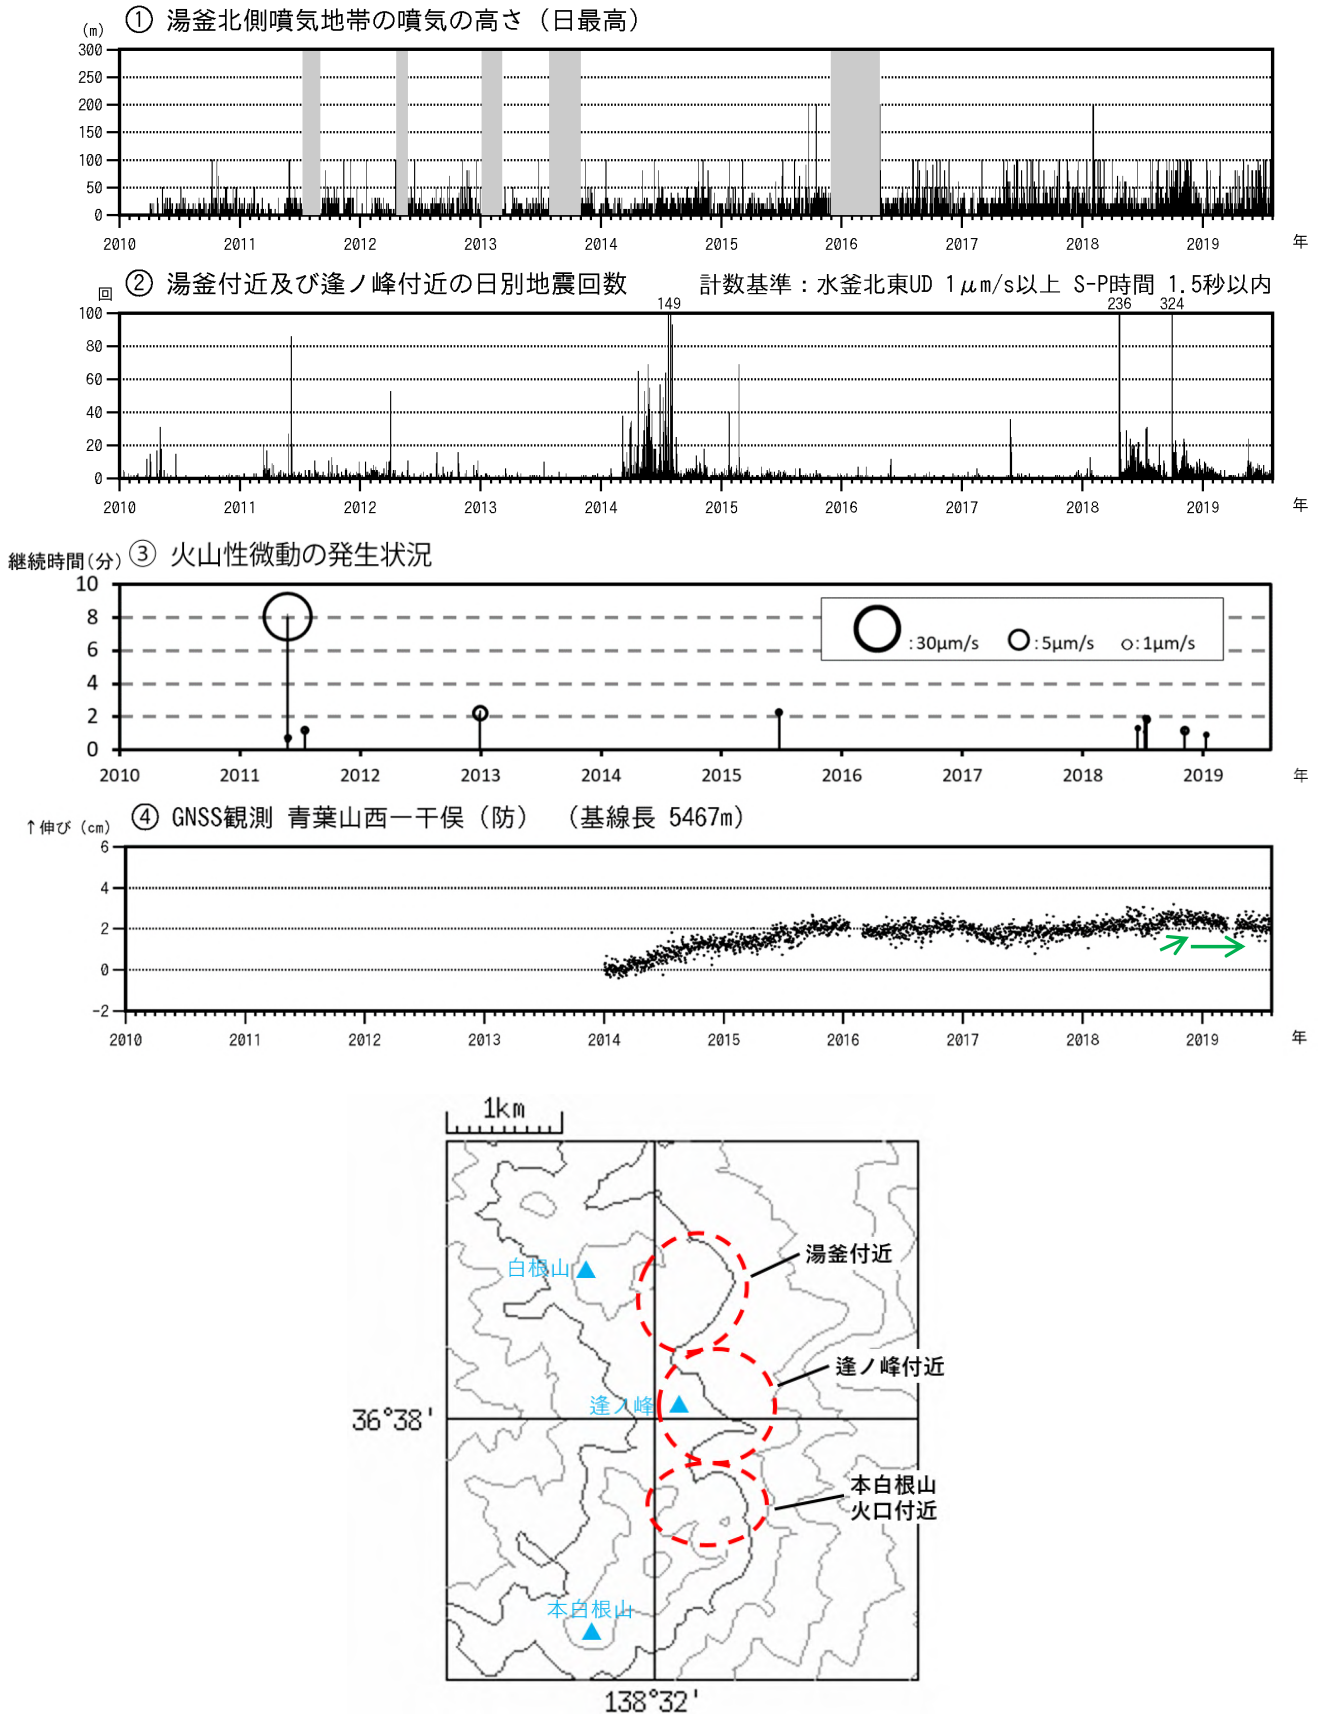 ① 湯釜北側噴気地帯の噴気の高さ（日最高）
(m)
300
250
200
150
100
50
0
2010 2011 2012 2013 2014 2015 2016 2017 2018 2019 年
② 湯釜付近及び逢ノ峰付近の日別地震回数 計数基準：水釜北東UD 1μm/s以上 S-P時間 1.5秒以内
回
149 236 324
100
80
60
40
20
0
2010 2011 2012 2013 2014 2015 2016 2017 2018 2019 年
継続時間(分) ③ 火山性微動の発生状況
10
8
6
4
2
0
:30μm/s :5μm/s :1μm/s
2010 2011 2012 2013 2014 2015 2016 2017 2018 2019 年
↑伸び（cm） ④ GNSS観測 青葉山西－干俣（防） （基線長 5467m）
6
4
2
0
-2
2010 2011 2012 2013 2014 2015 2016 2017 2018 2019 年
1km
湯釜付近
白根山
逢ノ峰付近
逢ノ峰
36°38'
本白根山
火口付近
本白根山
138°32'